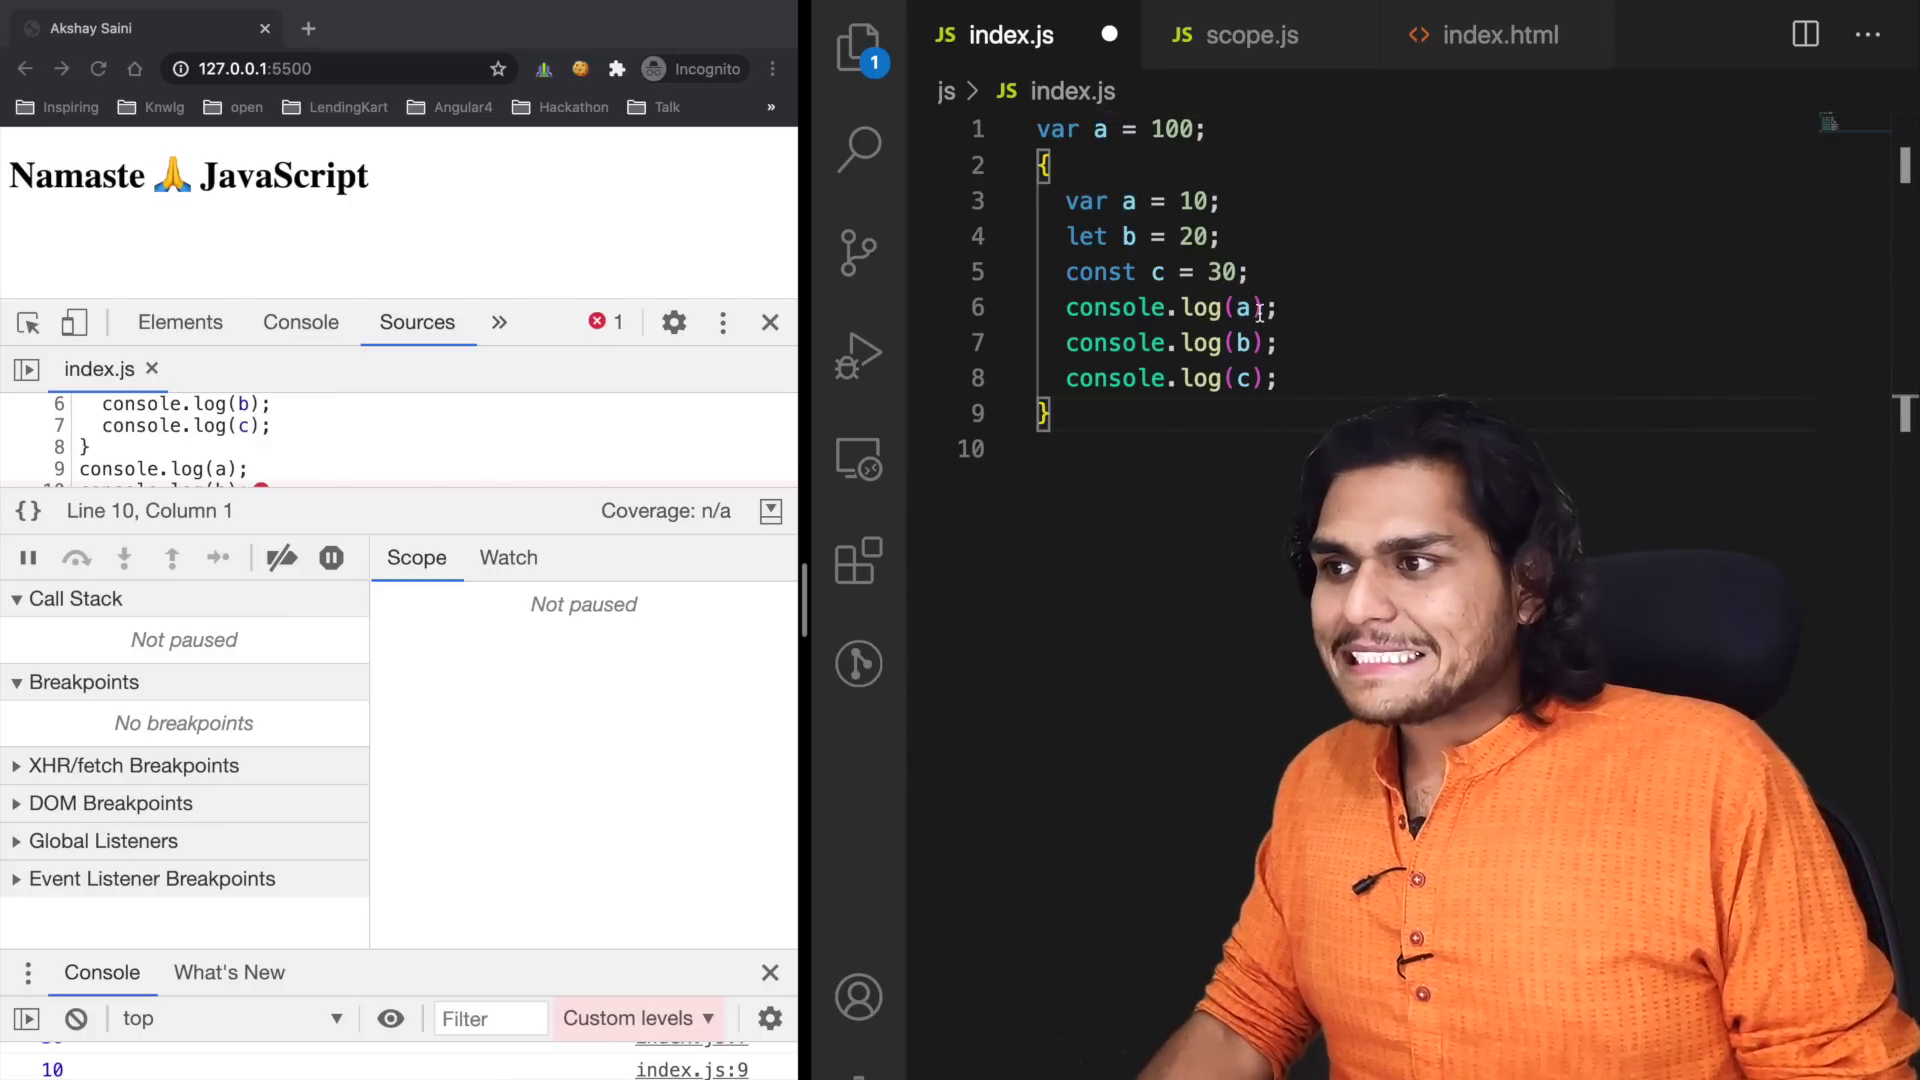 Akshay Saini
127.0.0.1:5500
Incognito
Inspiring Knwlg open LendingKart Angular4 Hackathon Talk »
Namaste 🙏 JavaScript
Elements Console Sources » 1
index.js
6 console.log(b);
7 console.log(c);
8 }
9 console.log(a);
{} Line 10, Column 1 Coverage: n/a
Scope Watch
Call Stack
Not paused
Not paused
Breakpoints
No breakpoints
XHR/fetch Breakpoints
DOM Breakpoints
Global Listeners
Event Listener Breakpoints
Console What's New
top Filter Custom levels
10 index.js:9
1
JS index.js JS scope.js <> index.html
js > JS index.js
1 var a = 100;
2 {
3 var a = 10;
4 let b = 20;
5 const c = 30;
6 console.log(a);
7 console.log(b);
8 console.log(c);
9 }
10